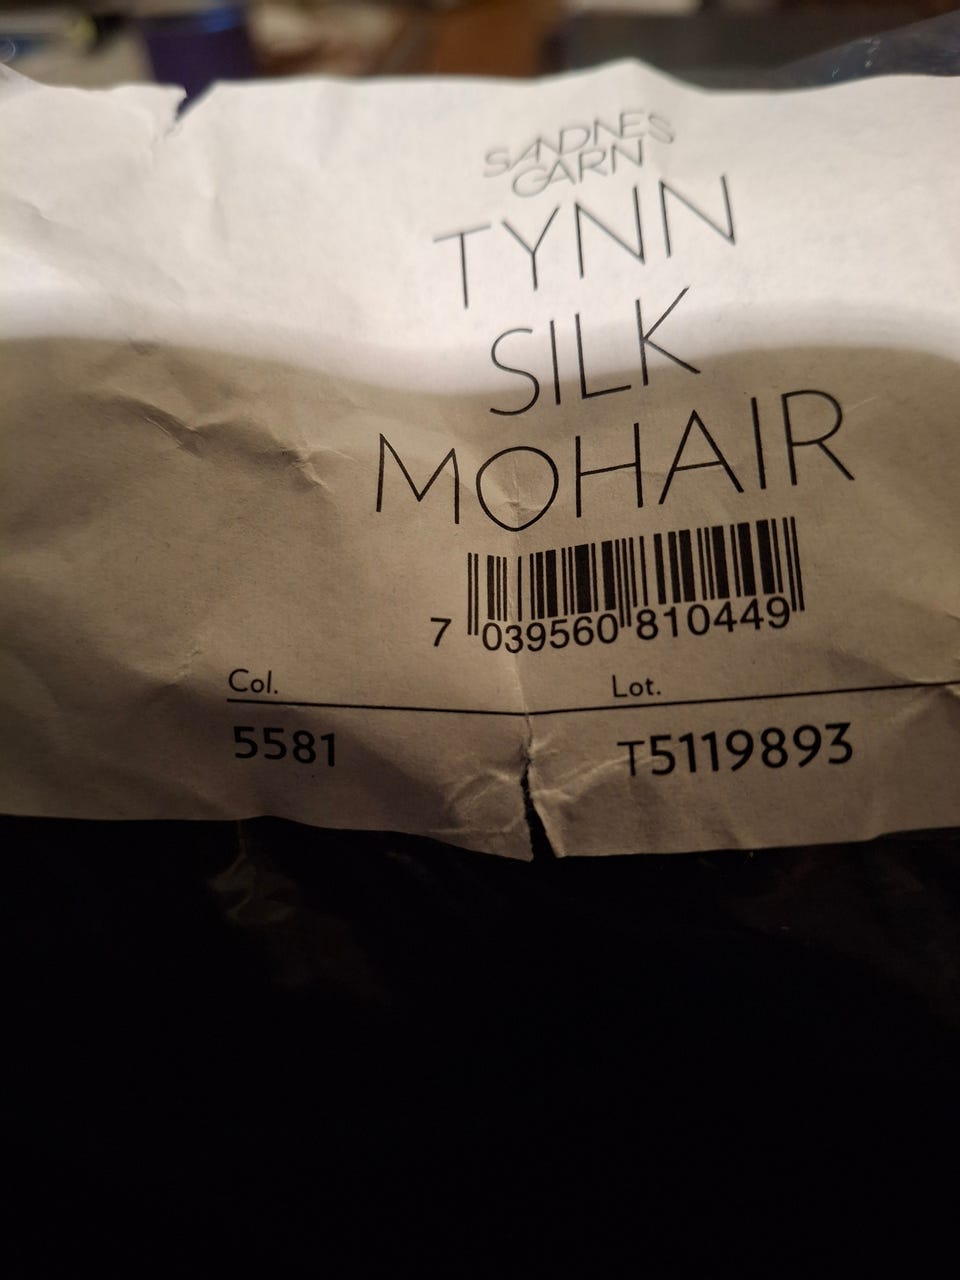 SANDNES
GARN
TYNN
SILK
MOHAIR
7 039560 810449
Col. Lot.
5581 T5119893